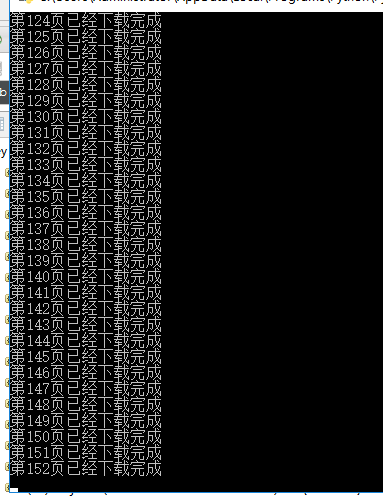 第124页已经下载完成
第125页已经下载完成
第126页已经下载完成
第127页已经下载完成
第128页已经下载完成
第129页已经下载完成
第130页已经下载完成
第131页已经下载完成
第132页已经下载完成
第133页已经下载完成
第134页已经下载完成
第135页已经下载完成
第136页已经下载完成
第137页已经下载完成
第138页已经下载完成
第139页已经下载完成
第140页已经下载完成
第141页已经下载完成
第142页已经下载完成
第143页已经下载完成
第144页已经下载完成
第145页已经下载完成
第146页已经下载完成
第147页已经下载完成
第148页已经下载完成
第149页已经下载完成
第150页已经下载完成
第151页已经下载完成
第152页已经下载完成